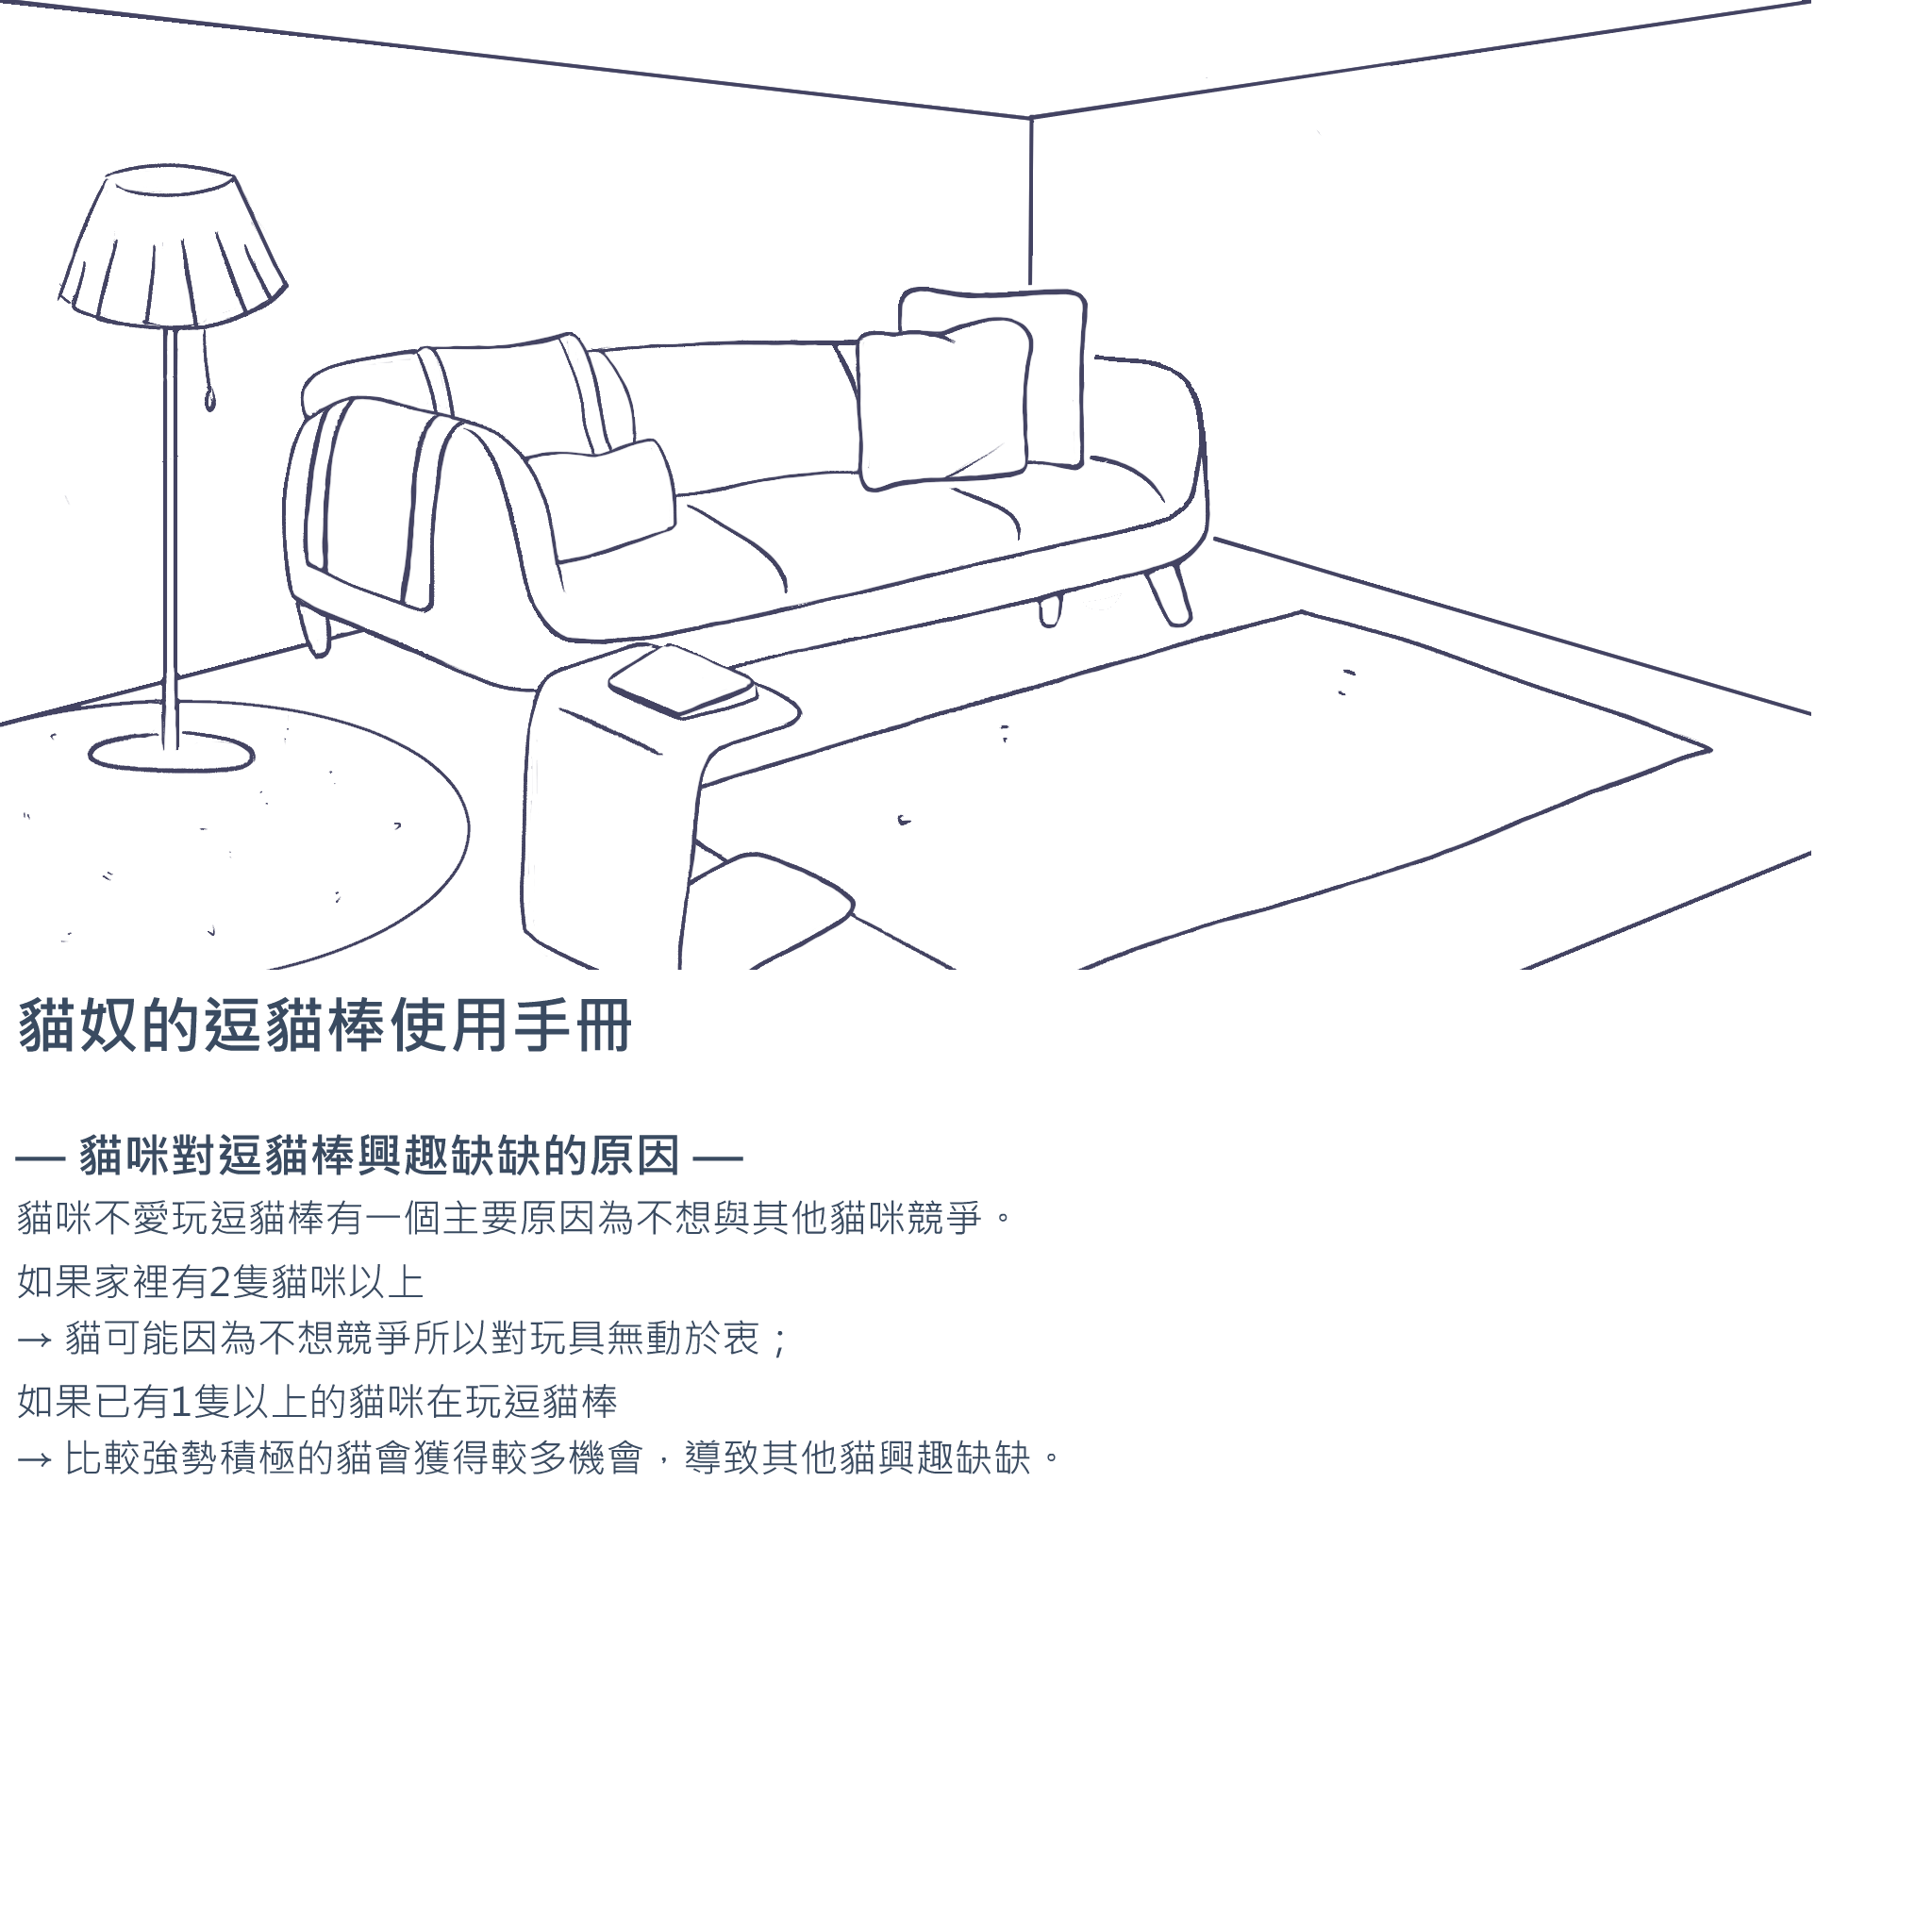 貓奴的逗貓棒使用手冊
— 貓咪對逗貓棒興趣缺缺的原因 —
貓咪不愛玩逗貓棒有一個主要原因為不想與其他貓咪競爭。
如果家裡有2隻貓咪以上
→ 貓可能因為不想競爭所以對玩具無動於衷；
如果已有1隻以上的貓咪在玩逗貓棒
→ 比較強勢積極的貓會獲得較多機會，導致其他貓興趣缺缺。